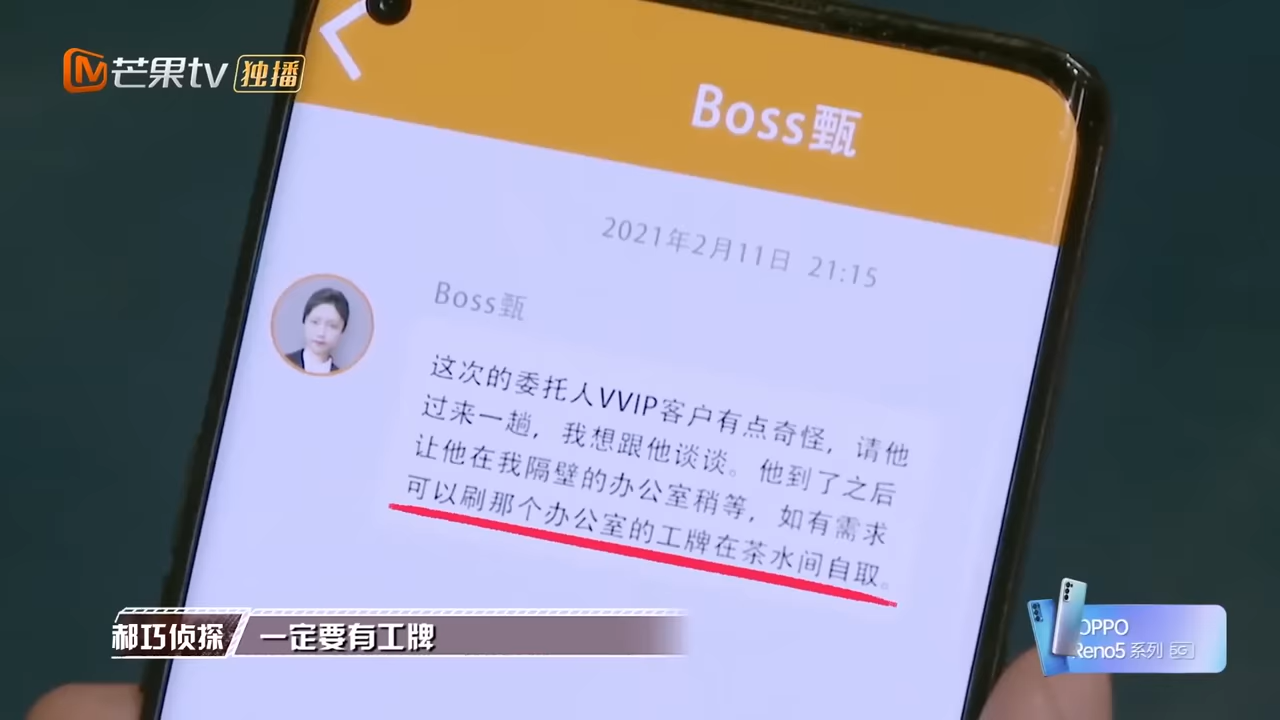 芒果tv 独播
Boss甄
2021年2月11日 21:15
Boss甄
这次的委托人VVIP客户有点奇怪，请他
过来一趟，我想跟他谈谈。他到了之后
让他在我隔壁的办公室稍等，如有需求
可以刷那个办公室的工牌在茶水间自取。
郝巧侦探 一定要有工牌
OPPO
Reno5 系列 5G